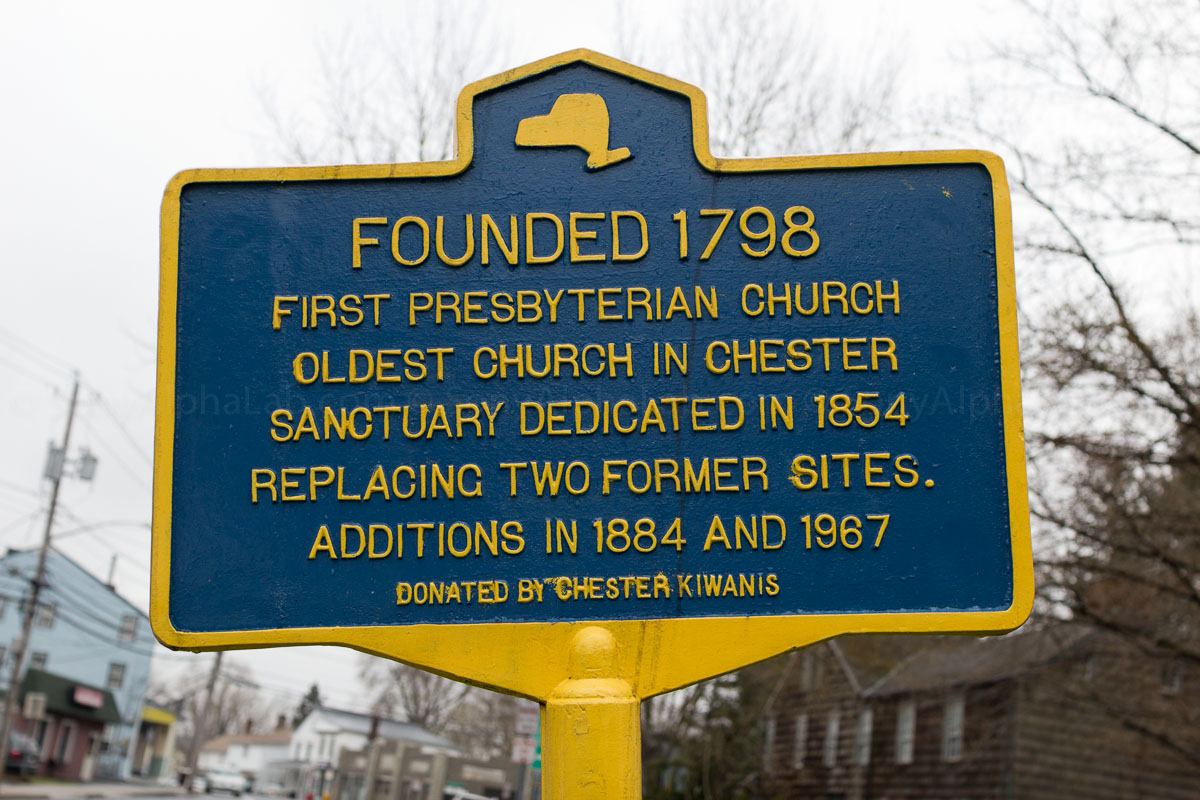 FOUNDED 1798
FIRST PRESBYTERIAN CHURCH
OLDEST CHURCH IN CHESTER
SANCTUARY DEDICATED IN 1854
REPLACING TWO FORMER SITES.
ADDITIONS IN 1884 AND 1967
DONATED BY CHESTER KIWANIS